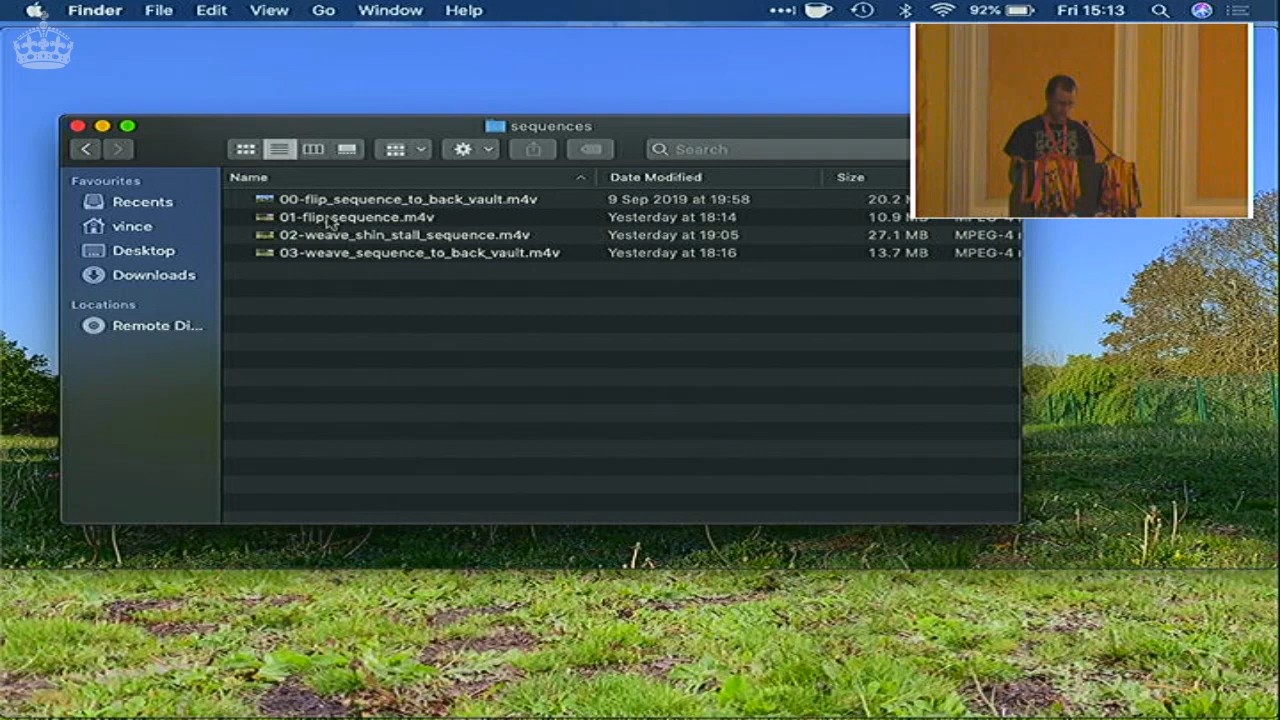 Finder File Edit View Go Window Help 92% Fri 15:13
sequences
Search
Name Date Modified Size
Favourites
Recents
vince
Desktop
Downloads
Locations
Remote Di...
00-flip_sequence_to_back_vault.m4v 9 Sep 2019 at 19:58 20.2
01-flip_sequence.m4v Yesterday at 18:14 10.9
02-weave_shin_stall_sequence.m4v Yesterday at 19:05 27.1 MB MPEG-4
03-weave_sequence_to_back_vault.m4v Yesterday at 18:16 13.7 MB MPEG-4